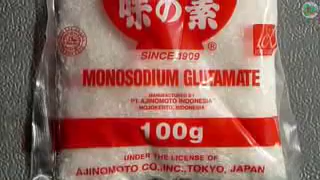 味の素
SINCE 1909
MONOSODIUM GLUTAMATE
MANUFACTURED BY
"PT. AJINOMOTO INDONESIA"
MOJOKERTO, INDONESIA
100g
UNDER THE LICENSE OF
AJINOMOTO CO., INC., TOKYO, JAPAN